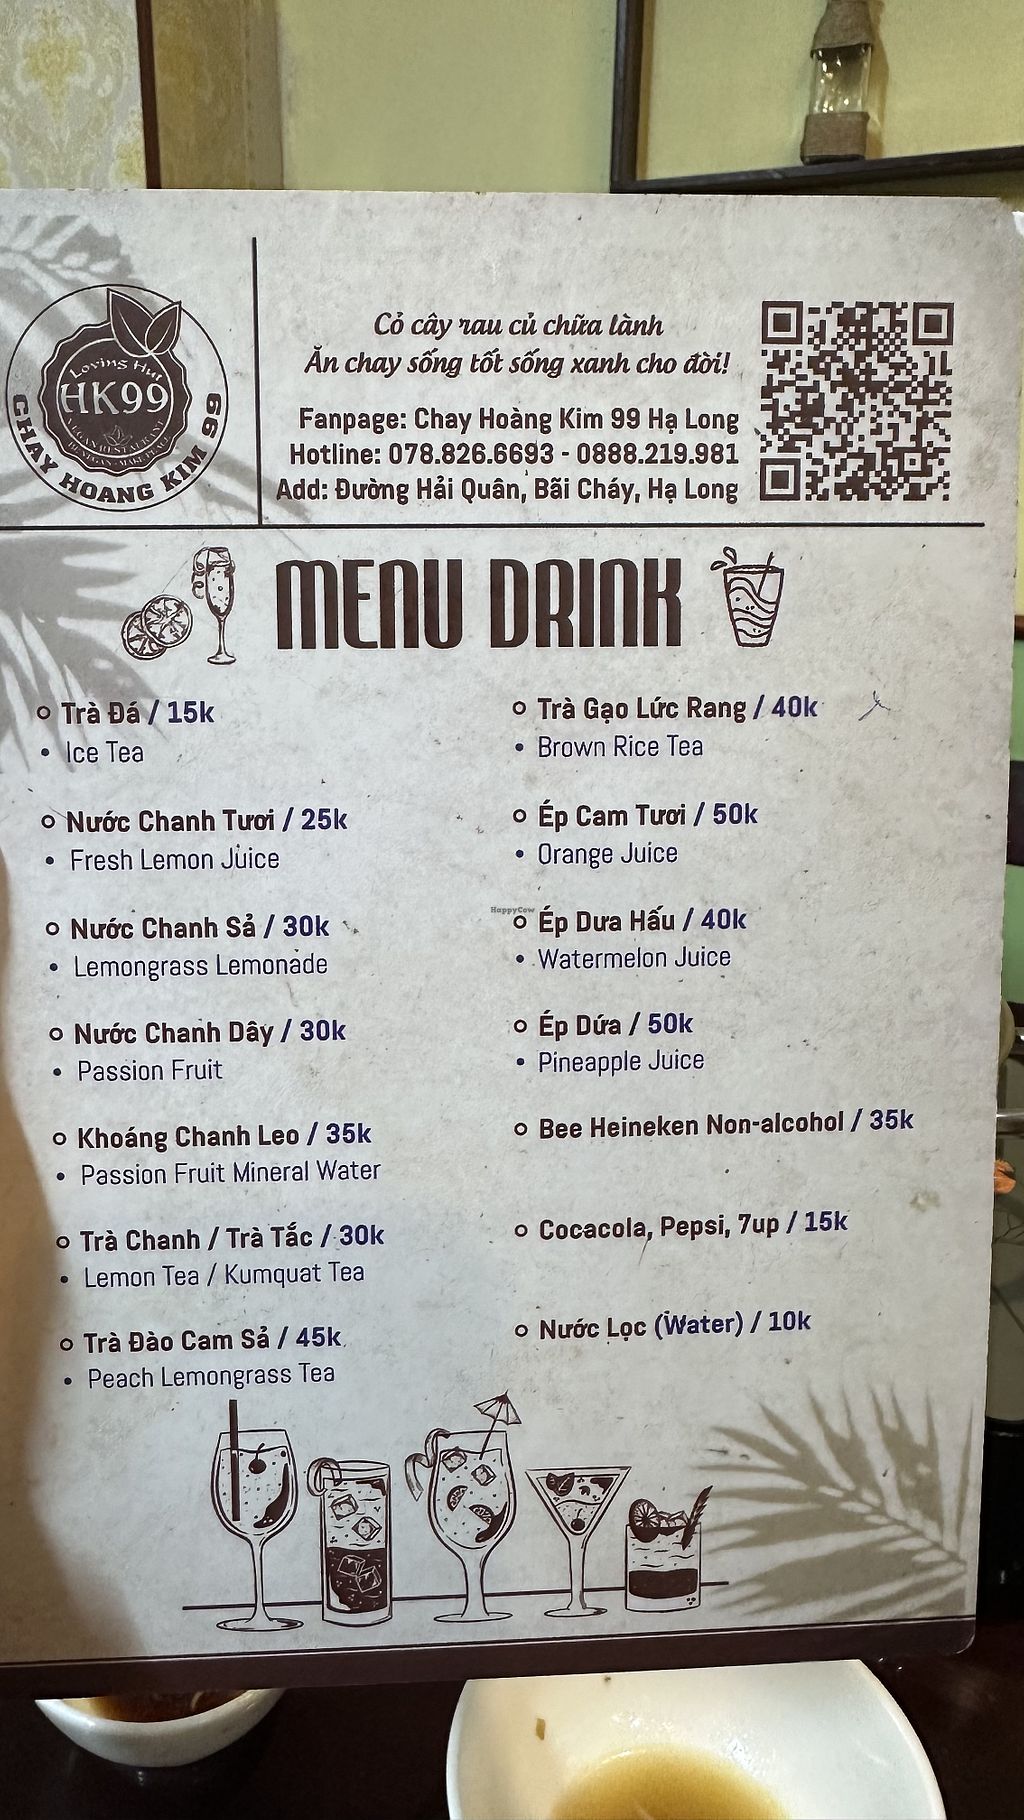 Loving Hut
HK99
VEGAN RESTAURANT
CHAY HOANG KIM 99
Cỏ cây rau củ chữa lành
Ăn chay sống tốt sống xanh cho đời!
Fanpage: Chay Hoàng Kim 99 Hạ Long
Hotline: 078.826.6693 - 0888.219.981
Add: Đường Hải Quân, Bãi Cháy, Hạ Long
MENU DRINK
Trà Đá / 15k
• Ice Tea
Nước Chanh Tươi / 25k
• Fresh Lemon Juice
Nước Chanh Sả / 30k
• Lemongrass Lemonade
Nước Chanh Dây / 30k
• Passion Fruit
Khoáng Chanh Leo / 35k
• Passion Fruit Mineral Water
Trà Chanh / Trà Tắc / 30k
• Lemon Tea / Kumquat Tea
Trà Đào Cam Sả / 45k
• Peach Lemongrass Tea
Trà Gạo Lức Rang / 40k
• Brown Rice Tea
Ép Cam Tươi / 50k
• Orange Juice
HappyCow
Ép Dưa Hấu / 40k
• Watermelon Juice
Ép Dứa / 50k
• Pineapple Juice
Bee Heineken Non-alcohol / 35k
Cocacola, Pepsi, 7up / 15k
Nước Lọc (Water) / 10k